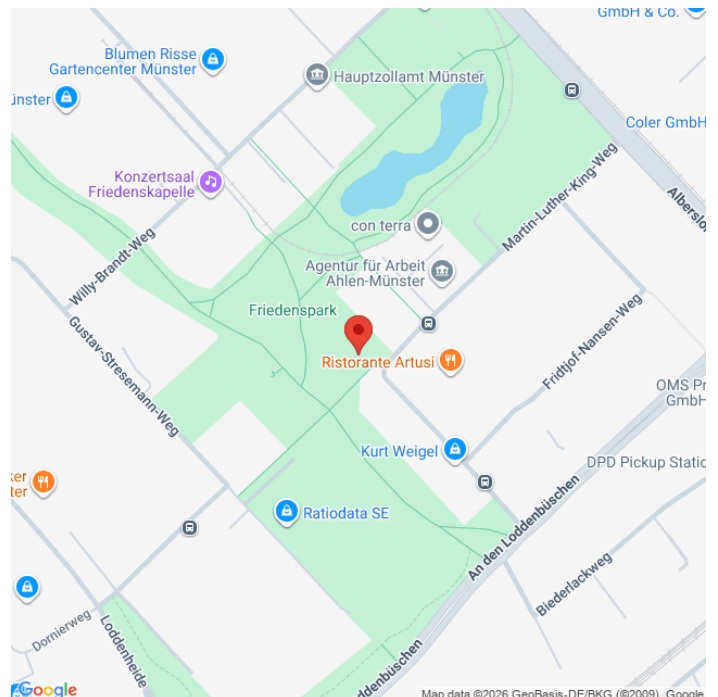 GmbH & Co.
Blumen Risse
Gartencenter Münster
Hauptzollamt Münster
ünster
Coler GmbH
Konzertsaal
Friedenskapelle
Martin-Luther-King-Weg
Alberslo
con terra
Agentur für Arbeit
Ahlen-Münster
Willy-Brandt-Weg
Friedenspark
Gustav-Stresemann-Weg
Fridtjof-Nansen-Weg
Ristorante Artusi
OMS Pr
GmbH
Kurt Weigel
DPD Pickup Statio
ker
ter
An den Loddenbüschen
Ratiodata SE
Biederlackweg
Dornierweg
Loddenheide
oddenbüschen
Google
Map data ©2026 GeoBasis-DE/BKG (©2009), Google